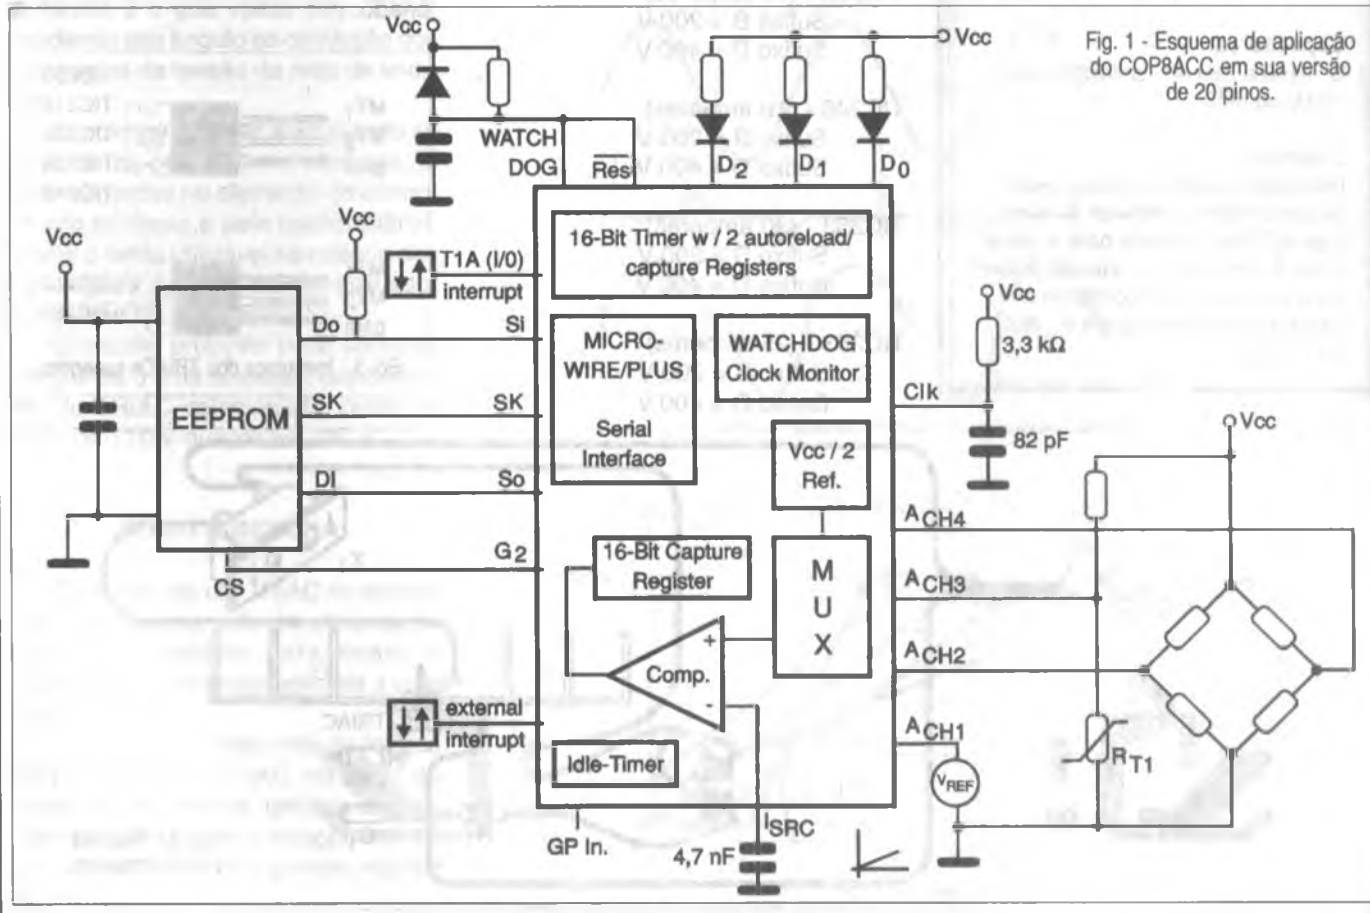 Vcc
Vcc
Fig. 1 - Esquema de aplicação
do COP8ACC em sua versão
de 20 pinos.
WATCH
DOG
Res
D2
D1
D0
Vcc
Vcc
T1A (I/0)
interrupt
16-Bit Timer w / 2 autoreload/
capture Registers
Vcc
3,3 kΩ
Do
Si
MICRO-
WIRE/PLUS
Serial
Interface
WATCHDOG
Clock Monitor
Clk
EEPROM
SK
SK
Vcc / 2
Ref.
82 pF
Vcc
DI
So
ACH4
CS
G2
16-Bit Capture
Register
M
U
X
ACH3
+
Comp.
-
ACH2
external
interrupt
ACH1
Idle-Timer
VREF
RT1
GP In.
ISRC
4,7 nF